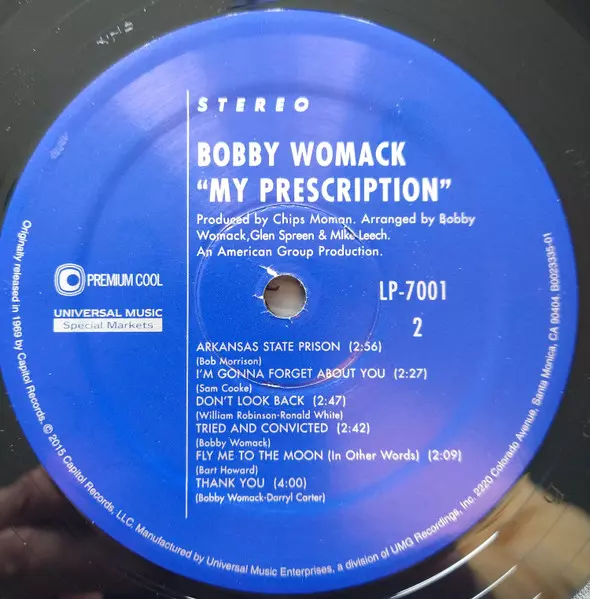 STEREO
BOBBY WOMACK
"MY PRESCRIPTION"
Produced by Chips Moman. Arranged by Bobby
Womack,Glen Spreen & Mike Leech.
An American Group Production.
PREMIUM COOL
UNIVERSAL MUSIC
Special Markets
LP-7001
2
ARKANSAS STATE PRISON (2:56)
(Bob Morrison)
I'M GONNA FORGET ABOUT YOU (2:27)
(Sam Cooke)
DON'T LOOK BACK (2:47)
(William Robinson-Ronald White)
TRIED AND CONVICTED (2:42)
(Bobby Womack)
FLY ME TO THE MOON (In Other Words) (2:09)
(Bart Howard)
THANK YOU (4:00)
(Bobby Womack-Darryl Carter)
Originally released in 1969 by Capitol Records. © 2015 Capitol Records, LLC. Manufactured by Universal Music Enterprises, a division of UMG Recordings, Inc. 2220 Colorado Avenue, Santa Monica, CA 90404. B0023335-01